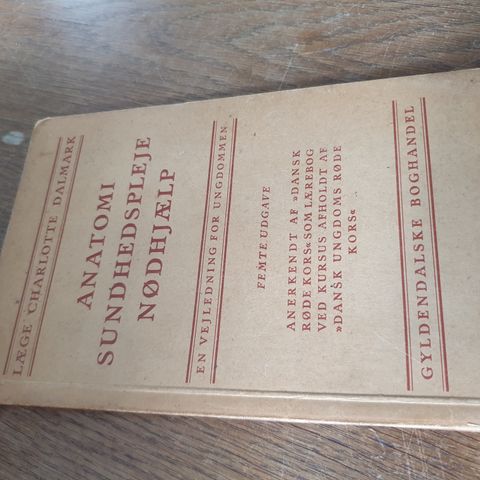 LÆGE CHARLOTTE DALMARK
ANATOMI
SUNDHEDSPLEJE
NØDHJÆLP
EN VEJLEDNING FOR UNGDOMMEN
FEMTE UDGAVE
ANERKENDT AF »DANSK
RØDE KORS« SOM LÆREBOG
VED KURSUS AFHOLDT AF
»DANSK UNGDOMS RØDE
KORS«
GYLDENDALSKE BOGHANDEL